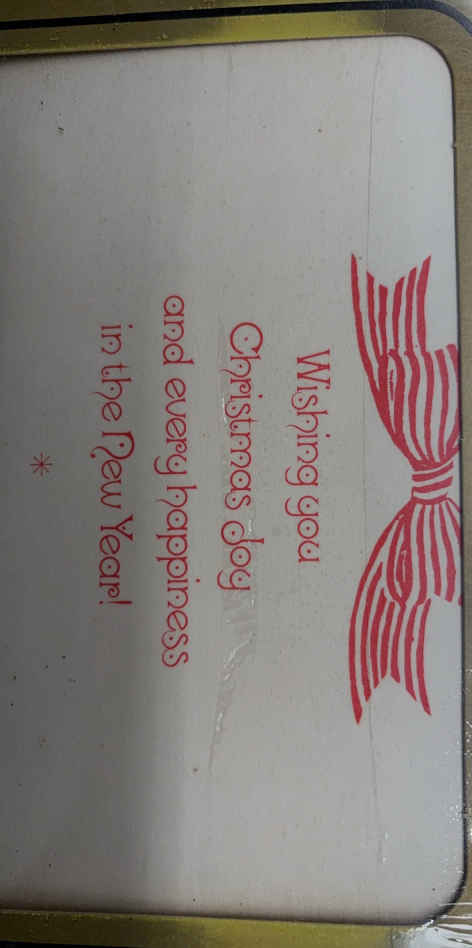 Wishing you
Christmas joy
and every happiness
in the New Year!